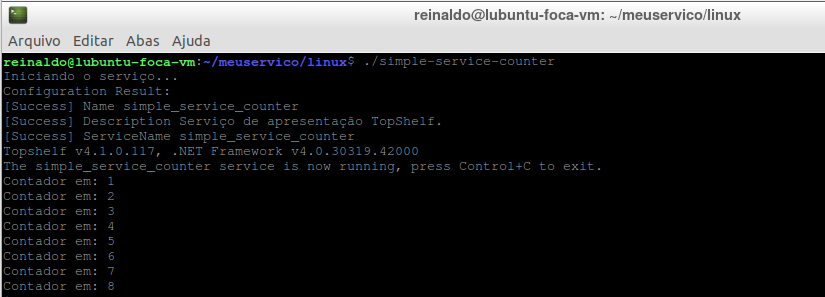 reinaldo@lubuntu-foca-vm: ~/meuservico/linux
Arquivo Editar Abas Ajuda
reinaldo@lubuntu-foca-vm:~/meuservico/linux$ ./simple-service-counter
Iniciando o serviço...
Configuration Result:
[Success] Name simple_service_counter
[Success] Description Serviço de apresentação TopShelf.
[Success] ServiceName simple_service_counter
Topshelf v4.1.0.117, .NET Framework v4.0.30319.42000
The simple_service_counter service is now running, press Control+C to exit.
Contador em: 1
Contador em: 2
Contador em: 3
Contador em: 4
Contador em: 5
Contador em: 6
Contador em: 7
Contador em: 8